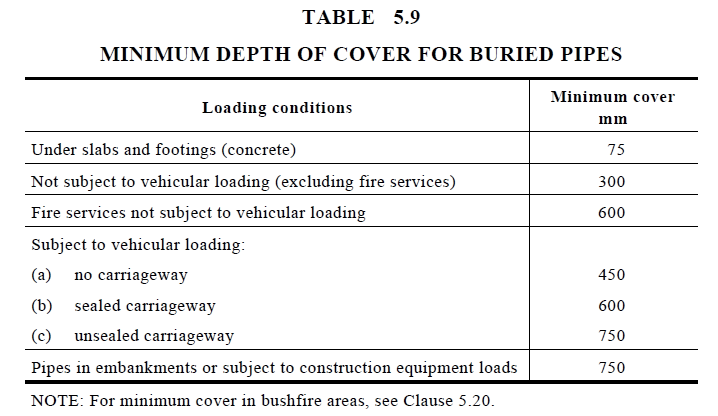 TABLE 5.9
MINIMUM DEPTH OF COVER FOR BURIED PIPES
Loading conditions
Minimum cover
mm
Under slabs and footings (concrete) 75
Not subject to vehicular loading (excluding fire services) 300
Fire services not subject to vehicular loading 600
Subject to vehicular loading:
(a) no carriageway 450
(b) sealed carriageway 600
(c) unsealed carriageway 750
Pipes in embankments or subject to construction equipment loads 750
NOTE: For minimum cover in bushfire areas, see Clause 5.20.